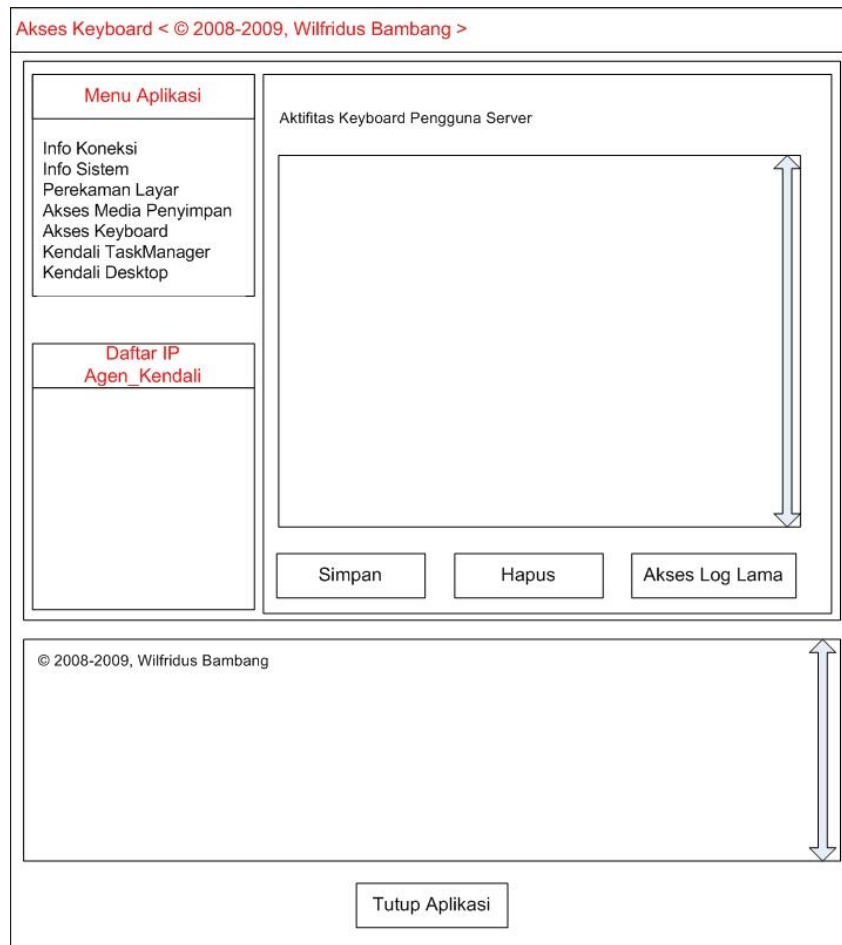 Akses Keyboard < © 2008-2009, Wilfridus Bambang >
Menu Aplikasi
Info Koneksi
Info Sistem
Perekaman Layar
Akses Media Penyimpan
Akses Keyboard
Kendali TaskManager
Kendali Desktop
Daftar IP
Agen_Kendali
Aktifitas Keyboard Pengguna Server
Simpan
Hapus
Akses Log Lama
© 2008-2009, Wilfridus Bambang
Tutup Aplikasi